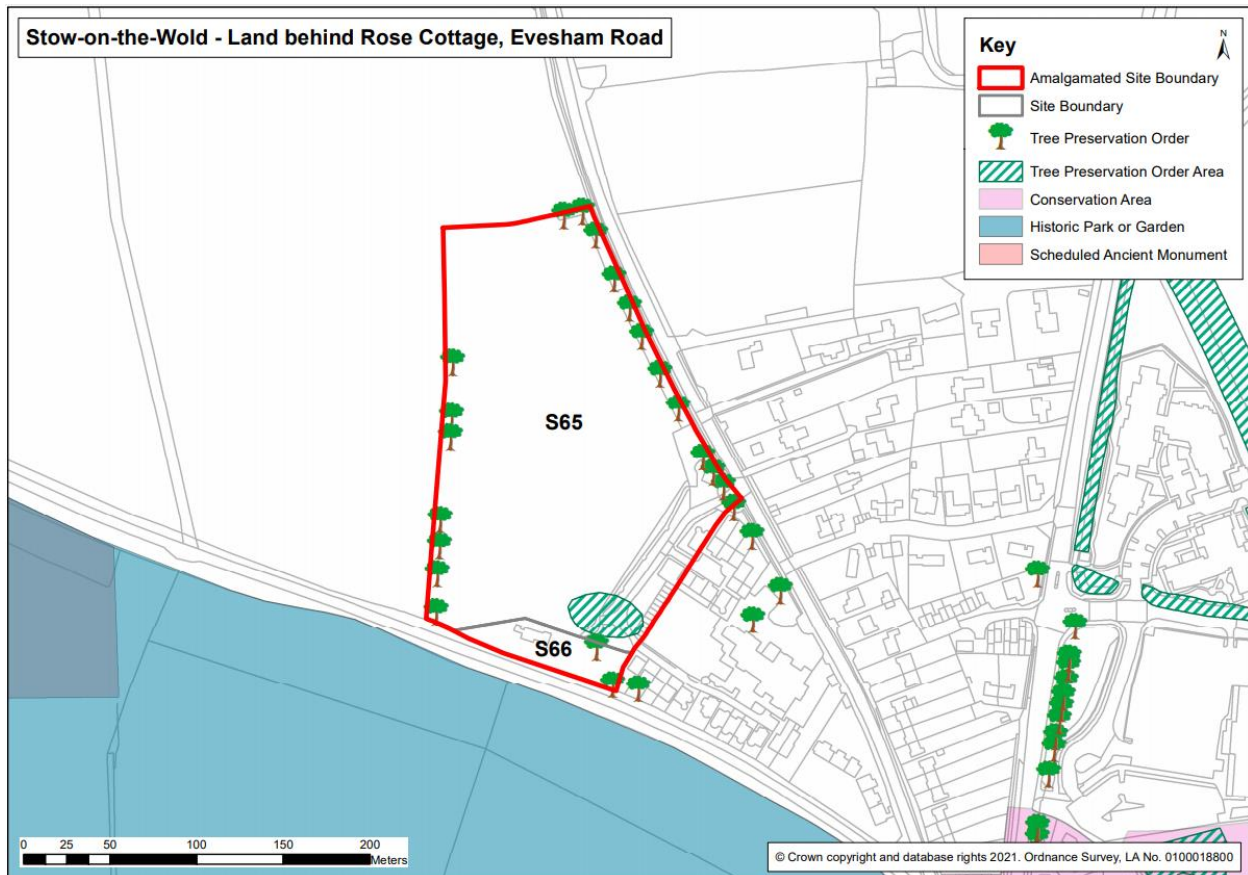 Stow-on-the-Wold - Land behind Rose Cottage, Evesham Road
Key
N
Amalgamated Site Boundary
Site Boundary
Tree Preservation Order
Tree Preservation Order Area
Conservation Area
Historic Park or Garden
Scheduled Ancient Monument
S65
S66
0 25 50 100 150 200
Meters
© Crown copyright and database rights 2021. Ordnance Survey, LA No. 0100018800